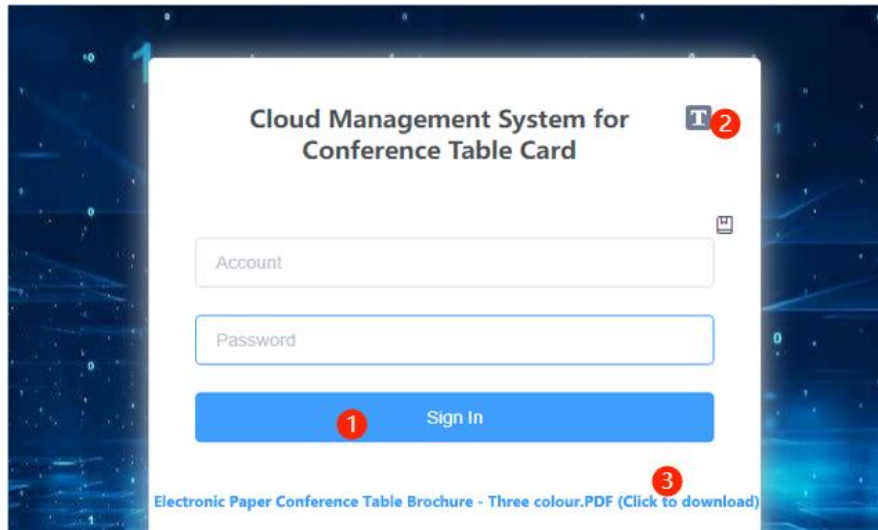 Cloud Management System for
Conference Table Card
T
2
Account
Password
Sign In
1
3
Electronic Paper Conference Table Brochure - Three colour.PDF (Click to download)